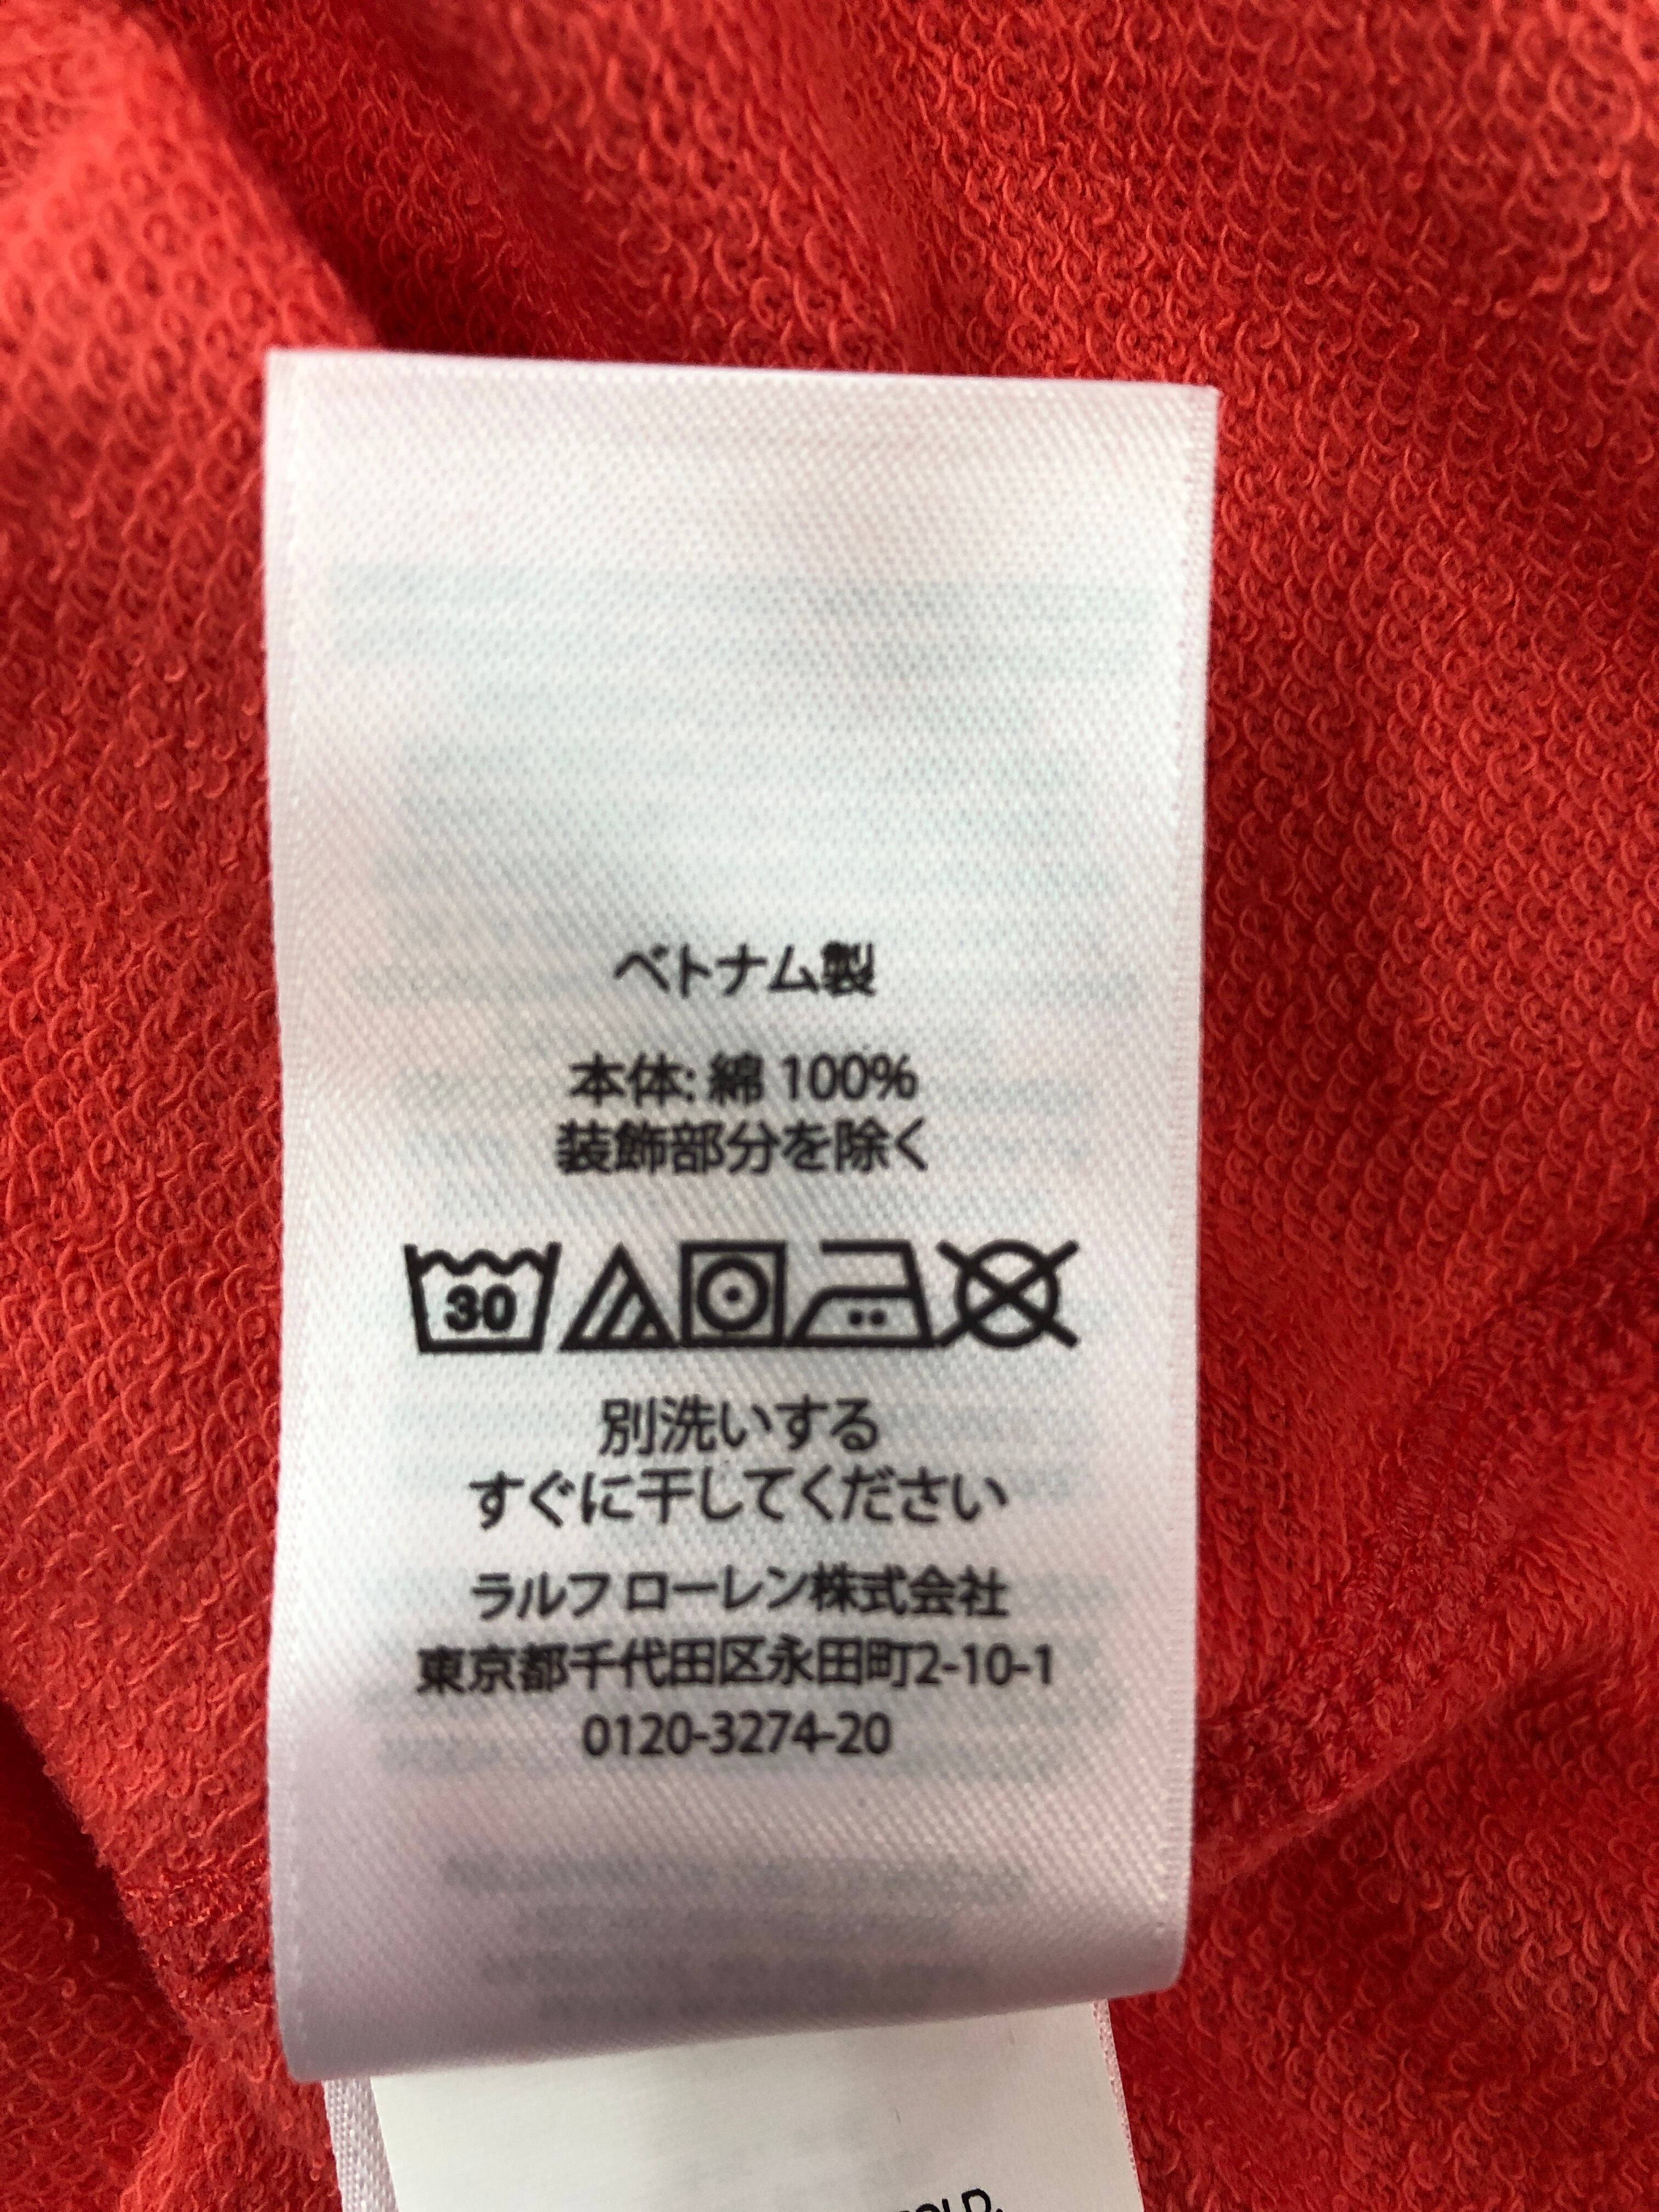 ベトナム製
本体: 綿 100%
装飾部分を除く
30
別洗いする
すぐに干してください
ラルフ ローレン株式会社
東京都千代田区永田町2-10-1
0120-3274-20